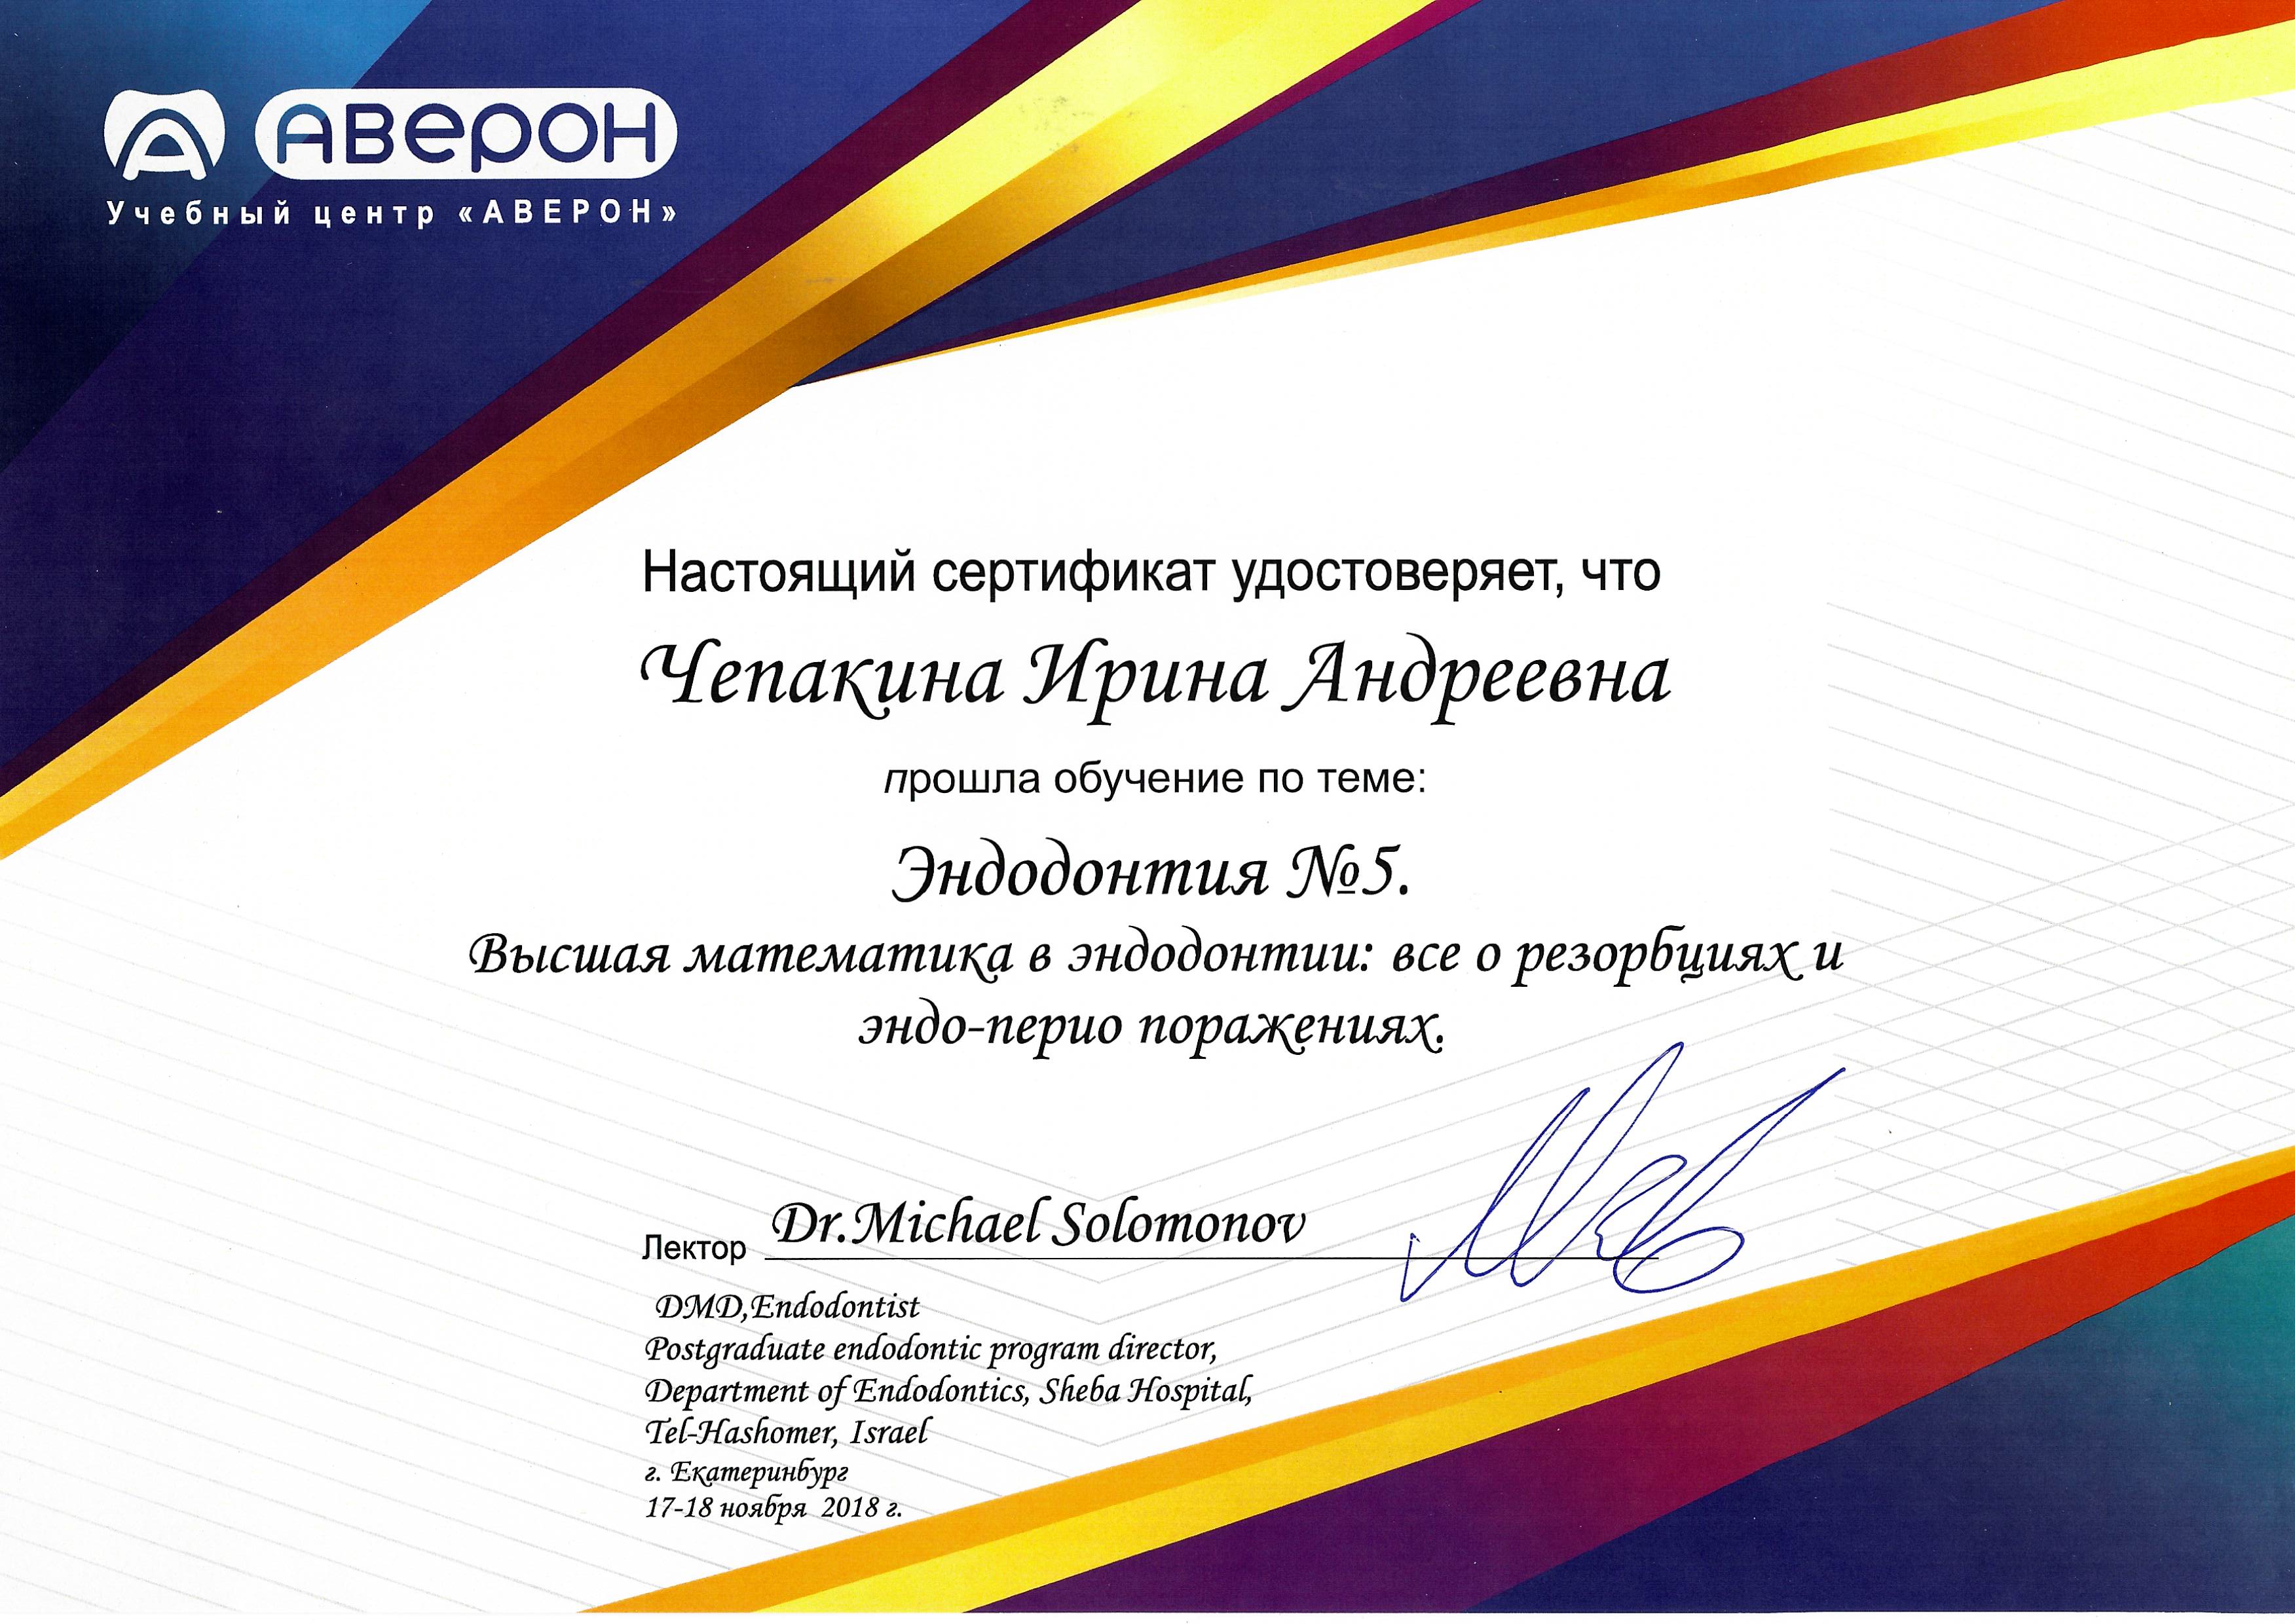 Аверон
Учебный центр «АВЕРОН»
Настоящий сертификат удостоверяет, что
Чепакина Ирина Андреевна
прошла обучение по теме:
Эндодонтия №5.
Высшая математика в эндодонтии: все о резорбциях и
эндо-перио поражениях.
Лектор Dr.Michael Solomonov
DMD,Endodontist
Postgraduate endodontic program director,
Department of Endodontics, Sheba Hospital,
Tel-Hashomer, Israel
г. Екатеринбург
17-18 ноября 2018 г.